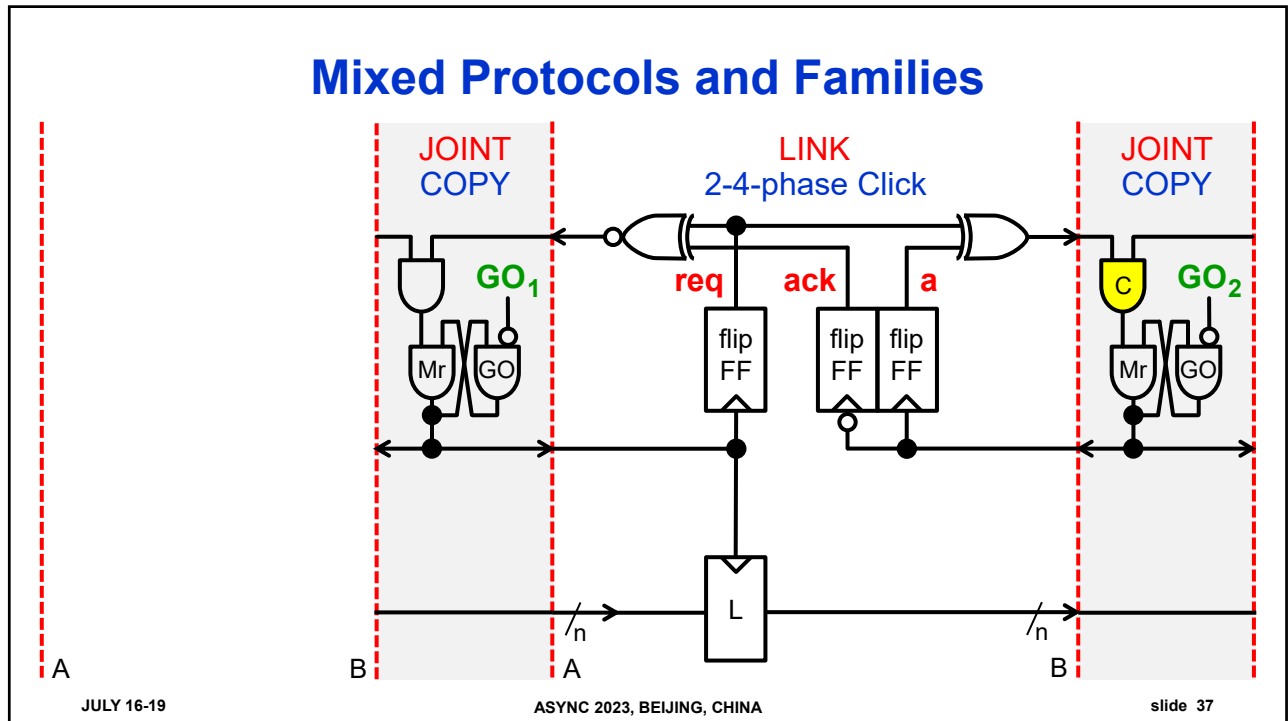 Mixed Protocols and Families
JOINT
COPY
LINK
2-4-phase Click
JOINT
COPY
GO1
req
ack
a
C
GO2
Mr
GO
flip
FF
flip
FF
flip
FF
Mr
GO
L
n
n
A
B
A
B
JULY 16-19
ASYNC 2023, BEIJING, CHINA
slide 37